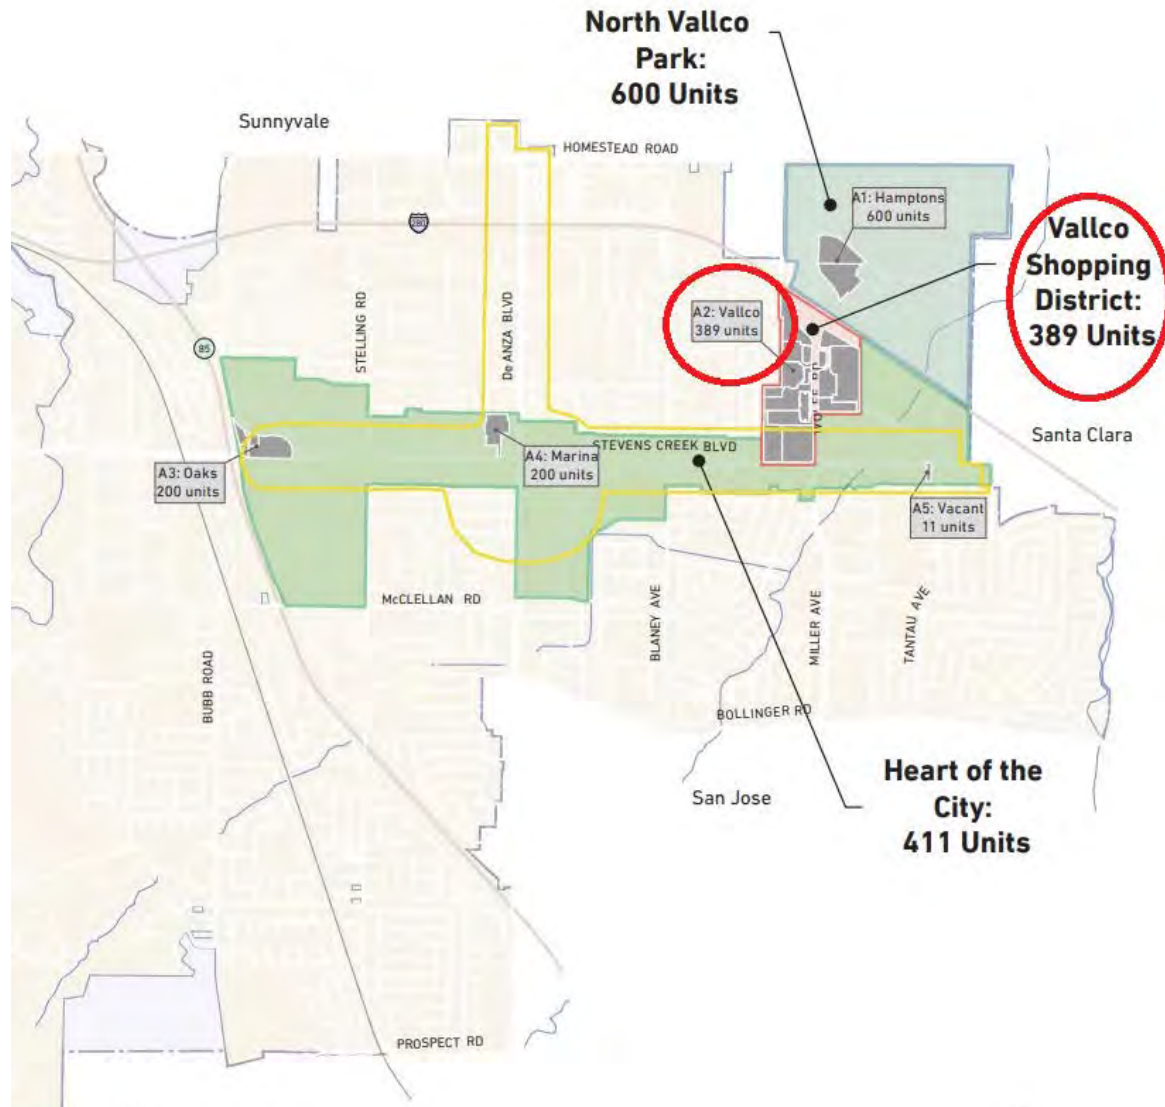 North Vallco
Park:
600 Units
Sunnyvale
HOMESTEAD ROAD
A1: Hamptons
600 units
280
Vallco
Shopping
District:
389 Units
STELLING RD
De ANZA BLVD
A2: Vallco
389 units
85
STEVENS CREEK BLVD
Santa Clara
A3: Oaks
200 units
A4: Marina
200 units
A5: Vacant
11 units
McCLELLAN RD
BLANEY AVE
MILLER AVE
TANTAU AVE
BUBB ROAD
BOLLINGER RD
San Jose
Heart of the
City:
411 Units
PROSPECT RD